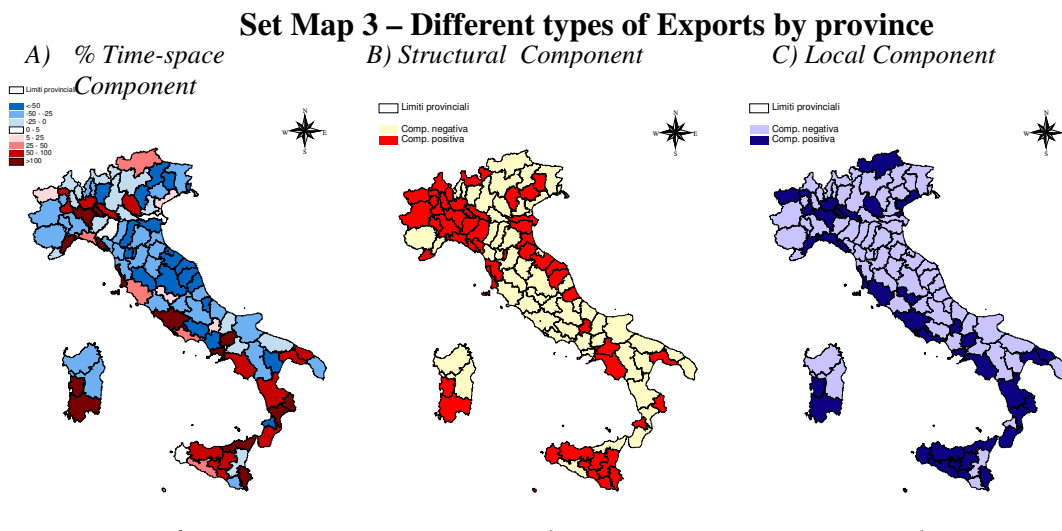 Set Map 3 – Different types of Exports by province
A) % Time-space Component
B) Structural Component
C) Local Component
Limiti provinciali
<-50
-50 - -25
-25 - 0
0 - 5
5 - 25
25 - 50
50 - 100
>100
N
W
E
S
Limiti provinciali
Comp. negativa
Comp. positiva
N
W
E
S
Limiti provinciali
Comp. negativa
Comp. positiva
N
W
S